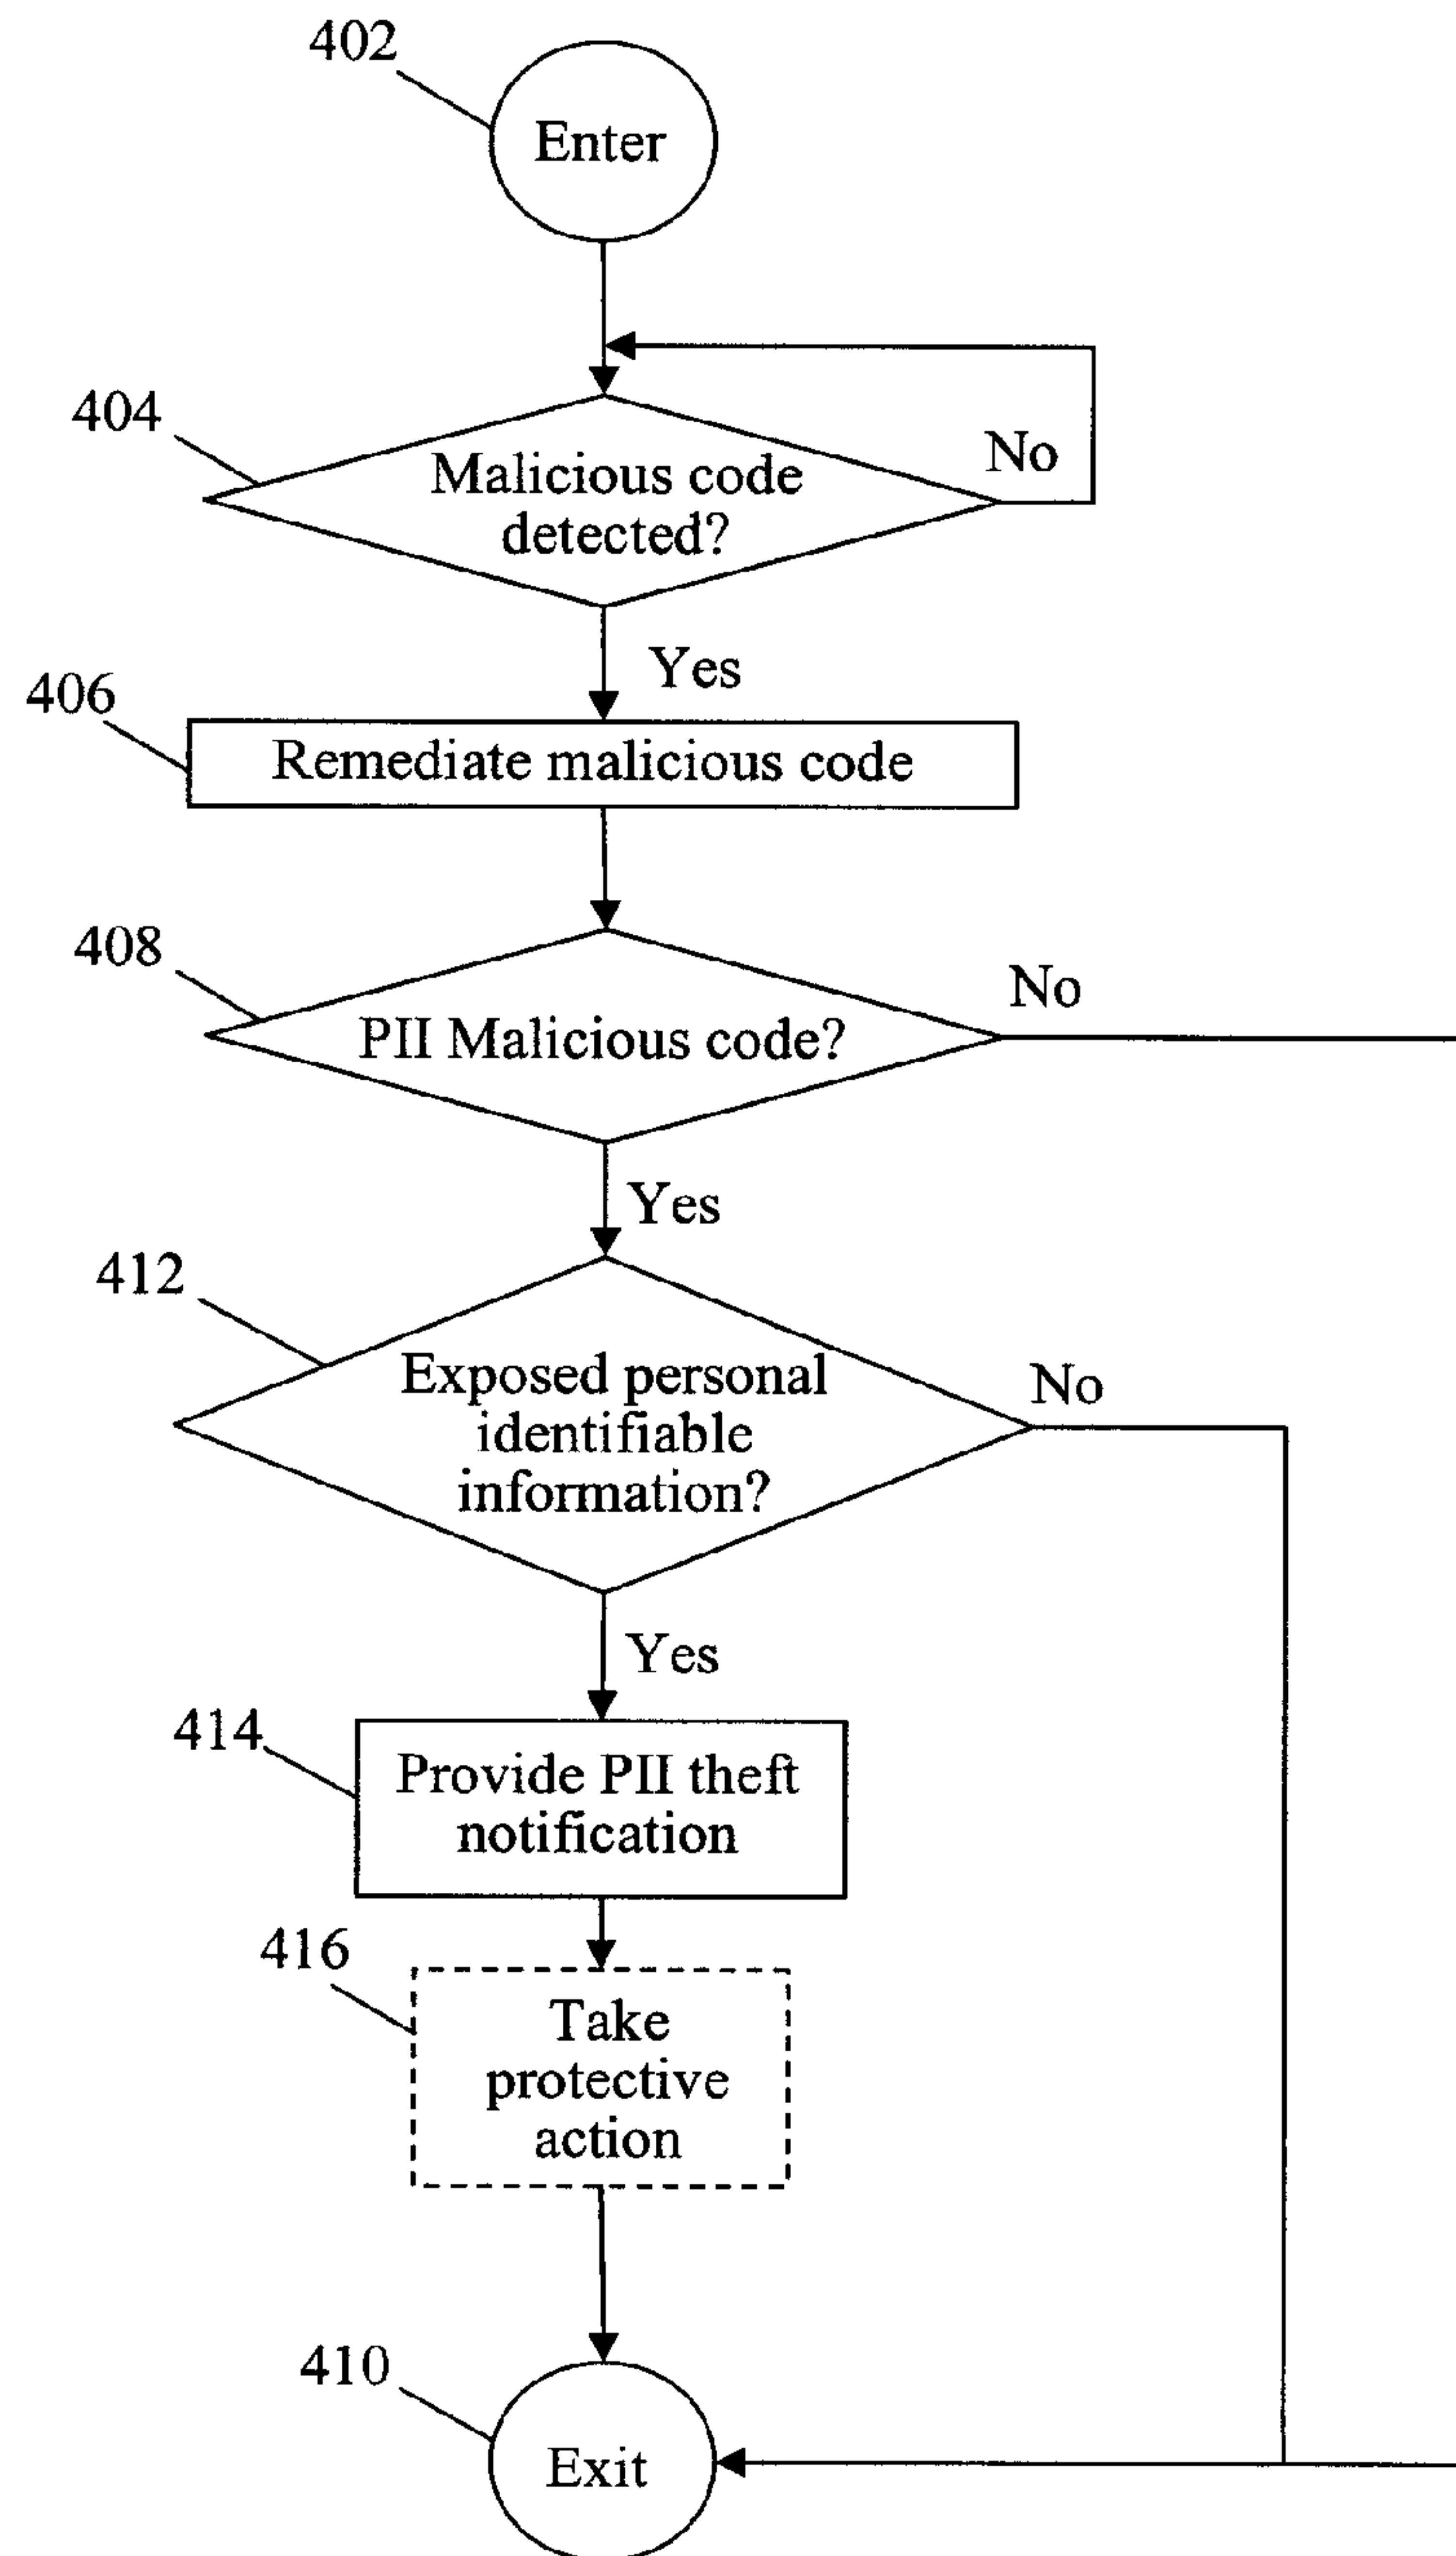 402
Enter
404
Malicious code
detected?
No
Yes
406
Remediate malicious code
408
PII Malicious code?
No
Yes
412
Exposed personal
identifiable
information?
No
Yes
414
Provide PII theft
notification
416
Take
protective
action
410
Exit